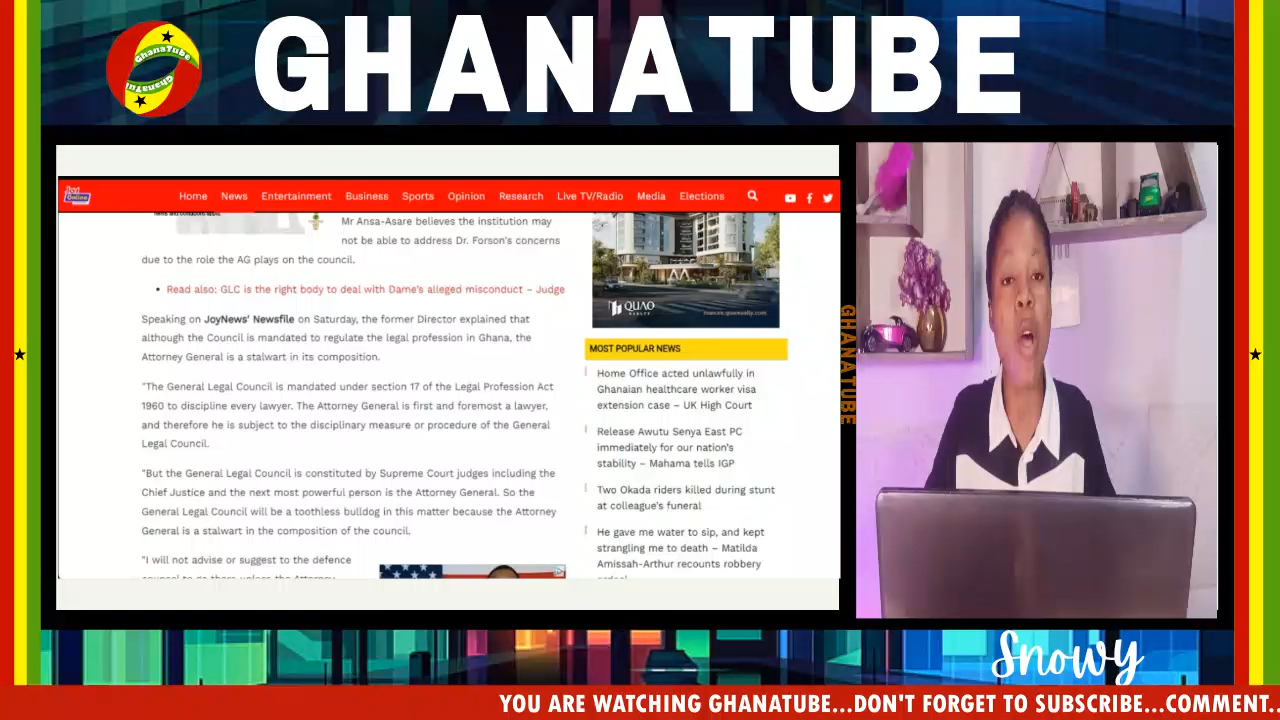 GHANATUBE
GhanaTube
GhanaTube
Joy
Online
Home News Entertainment Business Sports Opinion Research Live TV/Radio Media Elections
Mr Ansa-Asare believes the institution may
not be able to address Dr. Forson's concerns
due to the role the AG plays on the council.
• Read also: GLC is the right body to deal with Dame's alleged misconduct – Judge
Speaking on JoyNews' Newsfile on Saturday, the former Director explained that
although the Council is mandated to regulate the legal profession in Ghana, the
Attorney General is a stalwart in its composition.
"The General Legal Council is mandated under section 17 of the Legal Profession Act
1960 to discipline every lawyer. The Attorney General is first and foremost a lawyer,
and therefore he is subject to the disciplinary measure or procedure of the General
Legal Council.
"But the General Legal Council is constituted by Supreme Court judges including the
Chief Justice and the next most powerful person is the Attorney General. So the
General Legal Council will be a toothless bulldog in this matter because the Attorney
General is a stalwart in the composition of the council.
"I will not advise or suggest to the defence
QUAO
REALTY
MOST POPULAR NEWS
Home Office acted unlawfully in
Ghanaian healthcare worker visa
extension case – UK High Court
Release Awutu Senya East PC
immediately for our nation's
stability – Mahama tells IGP
Two Okada riders killed during stunt
at colleague's funeral
He gave me water to sip, and kept
strangling me to death – Matilda
Amissah-Arthur recounts robbery
GHANATUBE
Snowy
YOU ARE WATCHING GHANATUBE...DON'T FORGET TO SUBSCRIBE...COMMENT..